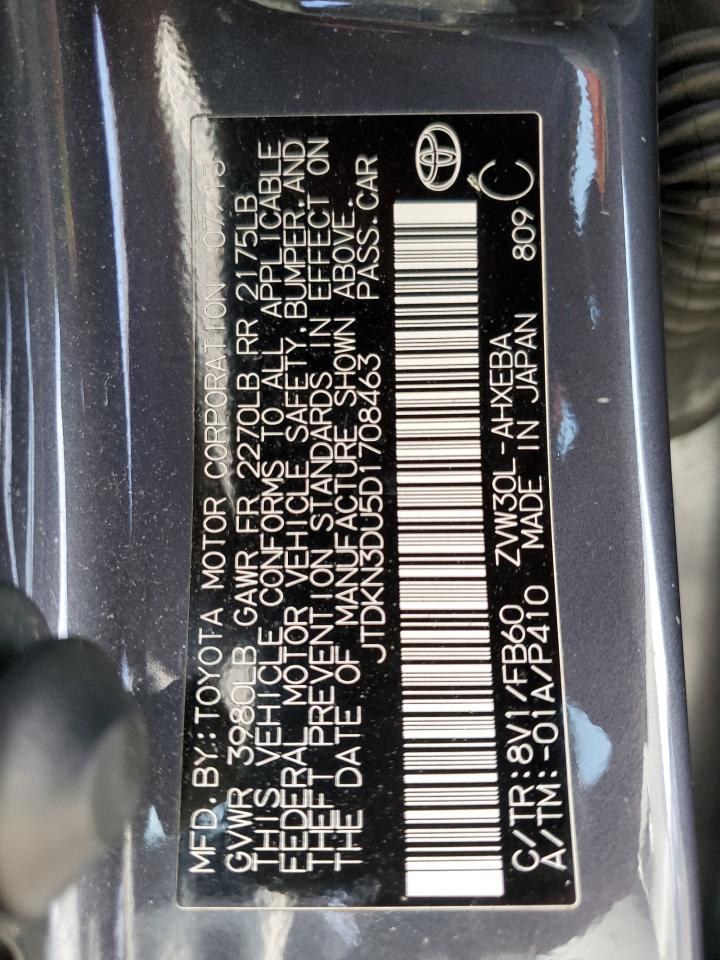 MFD.BY:TOYOTA MOTOR CORPORATION 07/13
GVWR 3980LB GAWR FR 2270LB RR 2175LB
THIS VEHICLE CONFORMS TO ALL APPLICABLE
FEDERAL MOTOR VEHICLE SAFETY,BUMPER,AND
THEFT PREVENTION STANDARDS IN EFFECT ON
THE DATE OF MANUFACTURE SHOWN ABOVE.
JTDKN3DU5D1708463 PASS.CAR
C/TR:8V1/FB60 ZVW30L-AHXEBA 809 C
A/TM:-01A/P410 MADE IN JAPAN